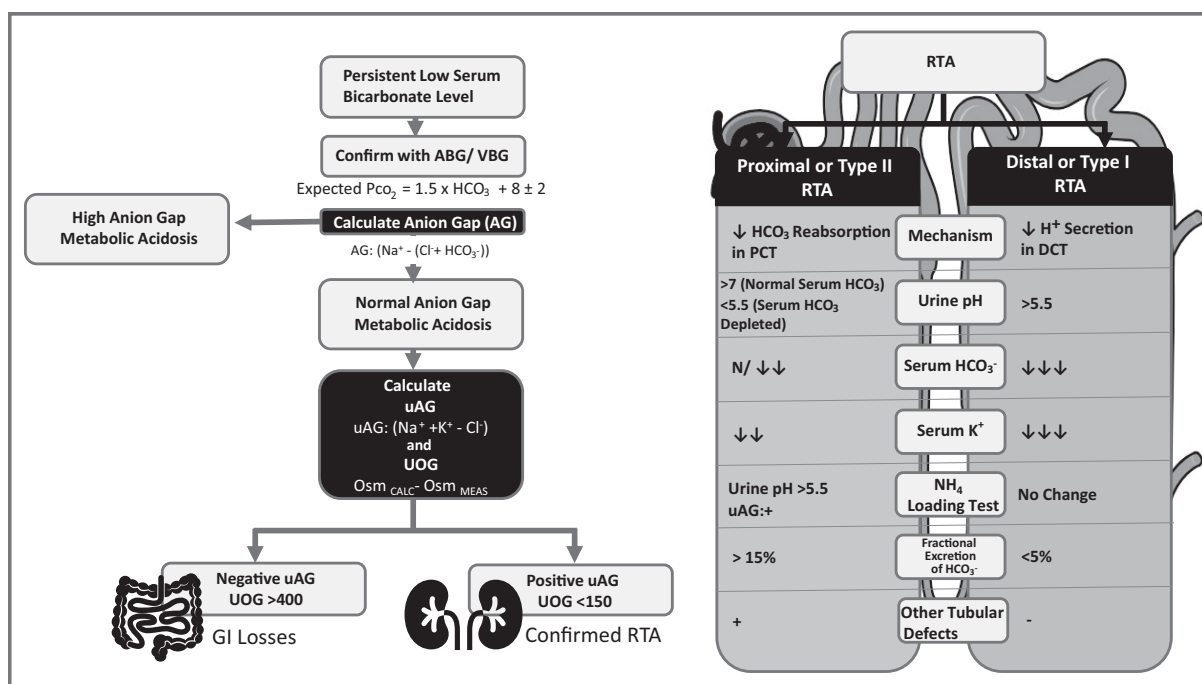 Persistent Low Serum
Bicarbonate Level
Confirm with ABG/ VBG
Expected Pco₂ = 1.5 x HCO₃ + 8 ± 2
High Anion Gap
Metabolic Acidosis
Calculate Anion Gap (AG)
AG: (Na⁺ - (Cl⁻+ HCO₃⁻))
Normal Anion Gap
Metabolic Acidosis
Calculate
uAG
uAG: (Na⁺ +K⁺ - Cl⁻)
and
UOG
Osm CALC- Osm MEAS
Negative uAG
UOG >400
GI Losses
Positive uAG
UOG <150
Confirmed RTA
RTA
Proximal or Type II
RTA
Distal or Type I
RTA
↓ HCO₃ Reabsorption
in PCT
Mechanism
↓ H⁺ Secretion
in DCT
>7 (Normal Serum HCO₃)
<5.5 (Serum HCO₃
Depleted)
Urine pH
>5.5
N/ ↓↓
Serum HCO₃⁻
↓↓↓
↓↓
Serum K⁺
↓↓↓
Urine pH >5.5
uAG:+
NH₄
Loading Test
No Change
> 15%
Fractional
Excretion
of HCO₃⁻
<5%
+
Other Tubular
Defects
-